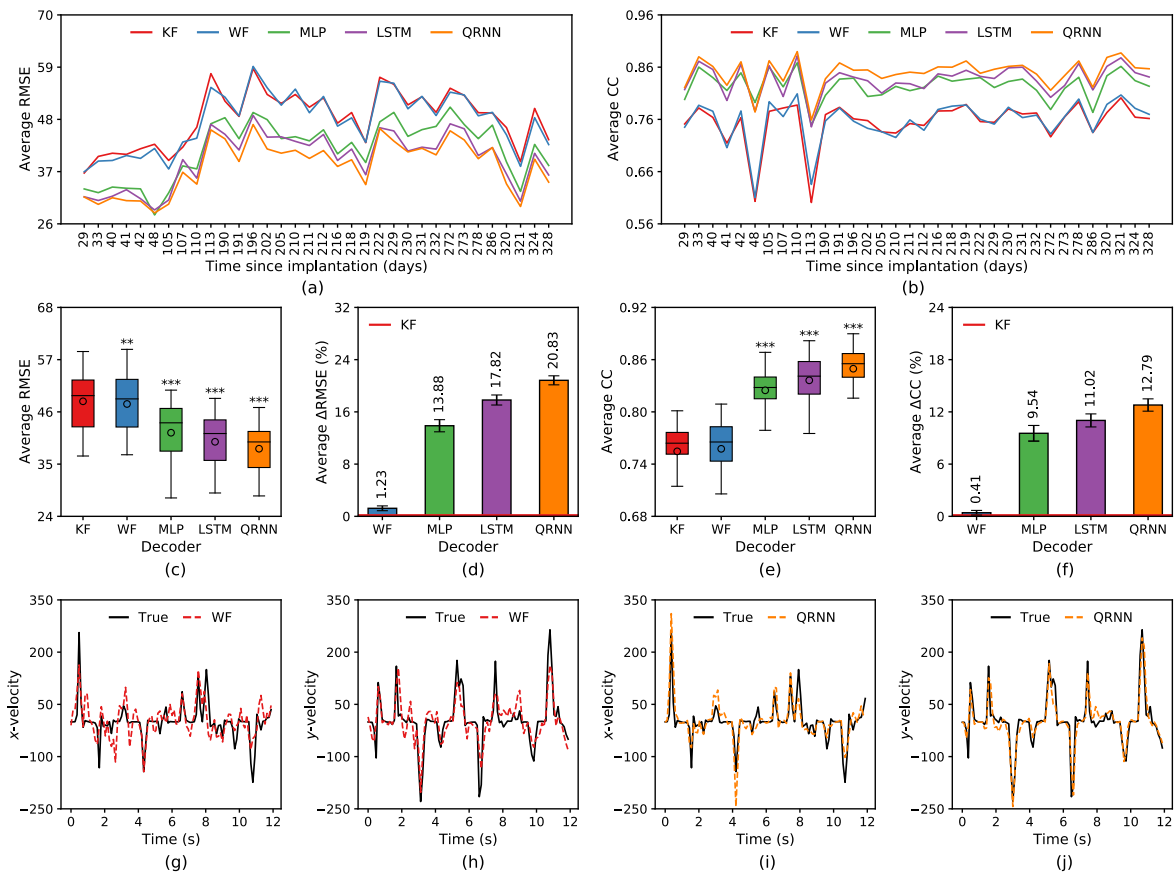 70
59
48
37
26
Average RMSE
KF WF MLP LSTM QRNN
29 33 40 41 42 48 105 107 110 1113 190 191 196 202 205 210 211 212 216 218 219 222 229 230 231 232 272 273 278 286 320 321 324 328
Time since implantation (days)
(a)
0.96
0.86
0.76
0.66
0.56
Average CC
KF WF MLP LSTM QRNN
29 33 40 41 42 48 105 107 110 1113 190 191 196 202 205 210 211 212 216 218 219 222 229 230 231 232 272 273 278 286 320 321 324 328
Time since implantation (days)
(b)
68
57
46
35
24
Average RMSE
** *** *** ***
KF WF MLP LSTM QRNN
Decoder
(c)
32
24
16
8
0
Average ΔRMSE (%)
KF
1.23 13.88 17.82 20.83
WF MLP LSTM QRNN
Decoder
(d)
0.92
0.86
0.80
0.74
0.68
Average CC
*** *** ***
KF WF MLP LSTM QRNN
Decoder
(e)
24
18
12
6
0
Average ΔCC (%)
KF
0.41 9.54 11.02 12.79
WF MLP LSTM QRNN
Decoder
(f)
350
200
50
−100
−250
x-velocity
True WF
0 2 4 6 8 10 12
Time (s)
(g)
350
200
50
−100
−250
y-velocity
True WF
0 2 4 6 8 10 12
Time (s)
(h)
350
200
50
−100
−250
x-velocity
True QRNN
0 2 4 6 8 10 12
Time (s)
(i)
350
200
50
−100
−250
y-velocity
True QRNN
0 2 4 6 8 10 12
Time (s)
(j)